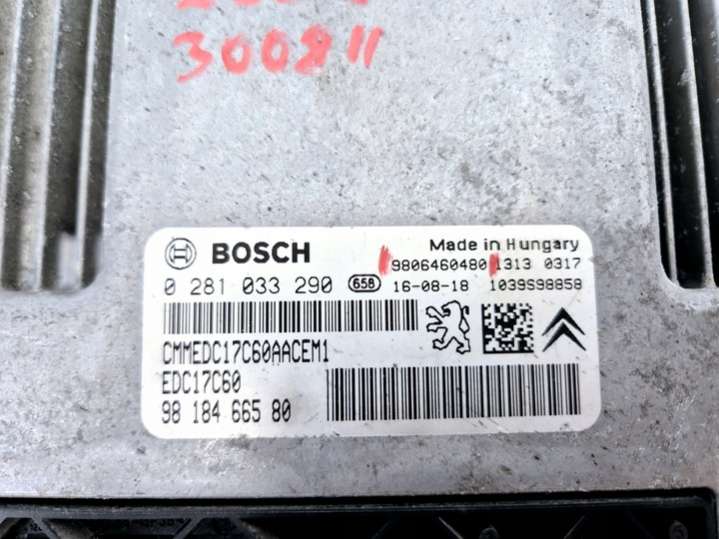 3008 II
BOSCH
Made in Hungary
9806460480 1313 0317
0 281 033 290 658 16-08-18 1039S98858
CMMEDC17C60AACEM1
EDC17C60
98 184 665 80